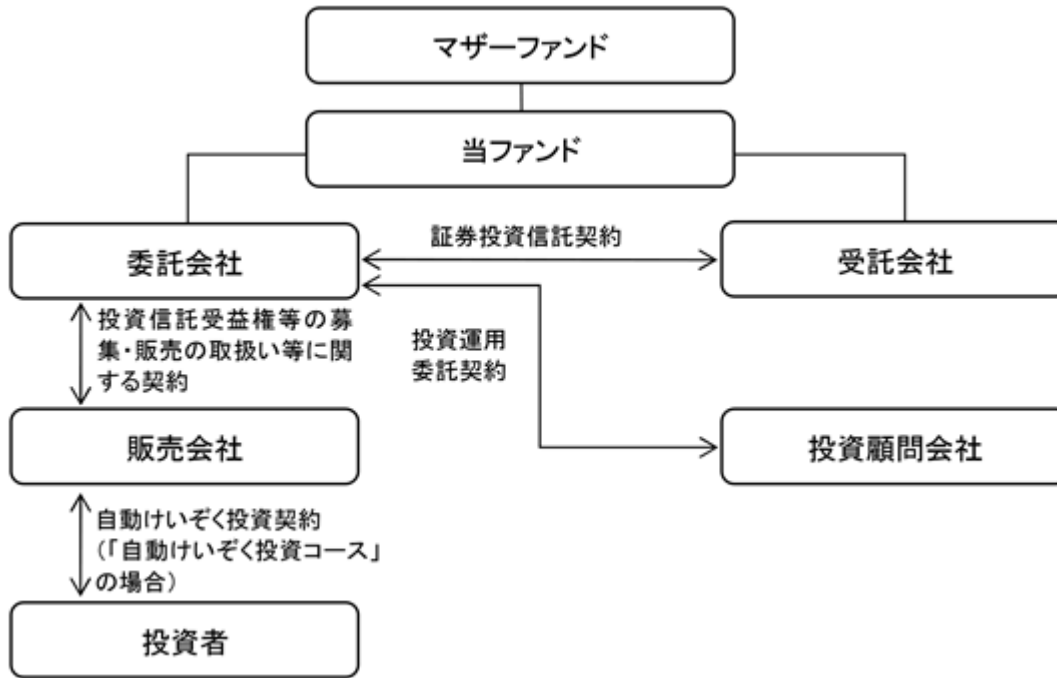 マザーファンド
当ファンド
委託会社
証券投資信託契約
受託会社
投資信託受益権等の募
集・販売の取扱い等に関
する契約
投資運用
委託契約
販売会社
投資顧問会社
自動けいぞく投資契約
(「自動けいぞく投資コース」
の場合)
投資者